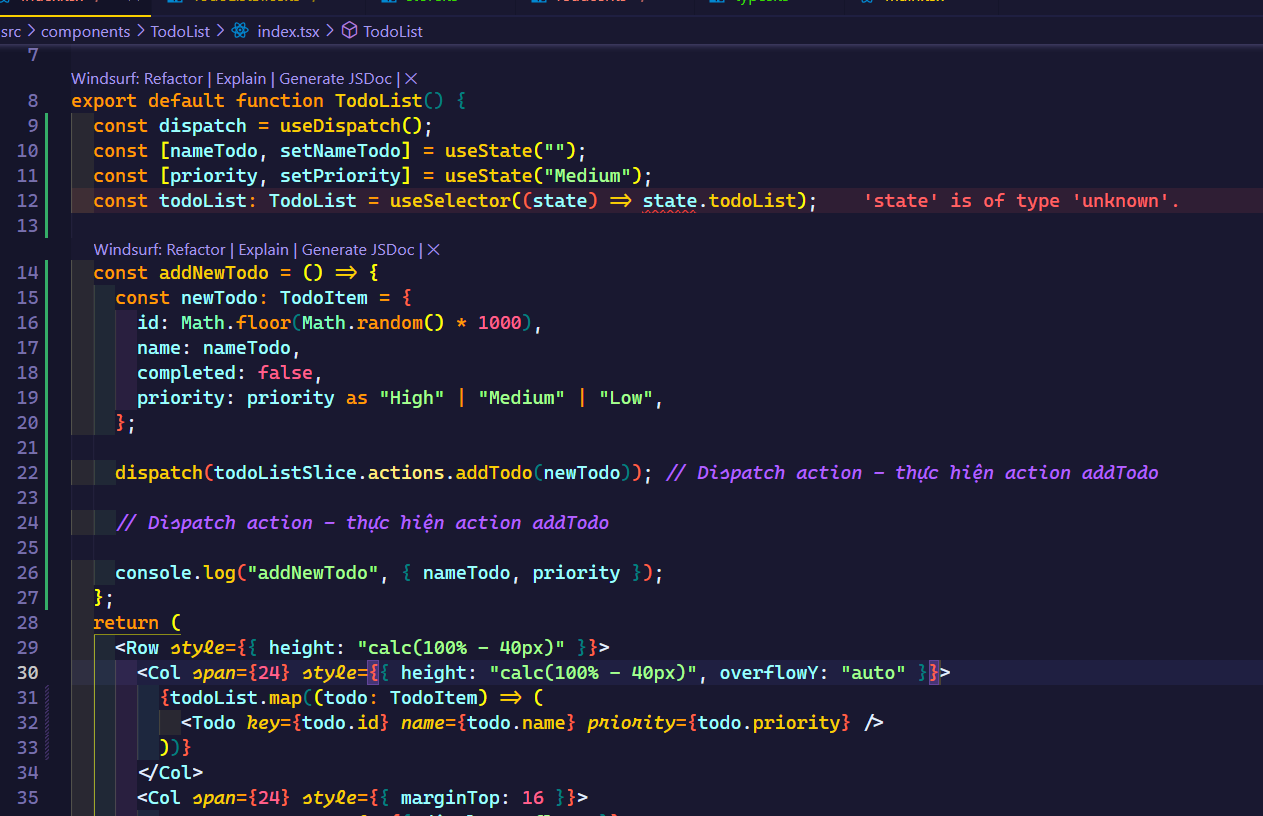 src > components > TodoList > index.tsx > TodoList
7
Windsurf: Refactor | Explain | Generate JSDoc | ×
8 export default function TodoList() {
9 const dispatch = useDispatch();
10 const [nameTodo, setNameTodo] = useState("");
11 const [priority, setPriority] = useState("Medium");
12 const todoList: TodoList = useSelector((state) => state.todoList); 'state' is of type 'unknown'.
13
Windsurf: Refactor | Explain | Generate JSDoc | ×
14 const addNewTodo = () => {
15 const newTodo: TodoItem = {
16 id: Math.floor(Math.random() * 1000),
17 name: nameTodo,
18 completed: false,
19 priority: priority as "High" | "Medium" | "Low",
20 };
21
22 dispatch(todoListSlice.actions.addTodo(newTodo)); // Dispatch action - thực hiện action addTodo
23
24 // Dispatch action - thực hiện action addTodo
25
26 console.log("addNewTodo", { nameTodo, priority });
27 };
28 return (
29 <Row style={{ height: "calc(100% - 40px)" }}>
30 <Col span={24} style={{ height: "calc(100% - 40px)", overflowY: "auto" }}>
31 {todoList.map((todo: TodoItem) => (
32 <Todo key={todo.id} name={todo.name} priority={todo.priority} />
33 ))}
34 </Col>
35 <Col span={24} style={{ marginTop: 16 }}>